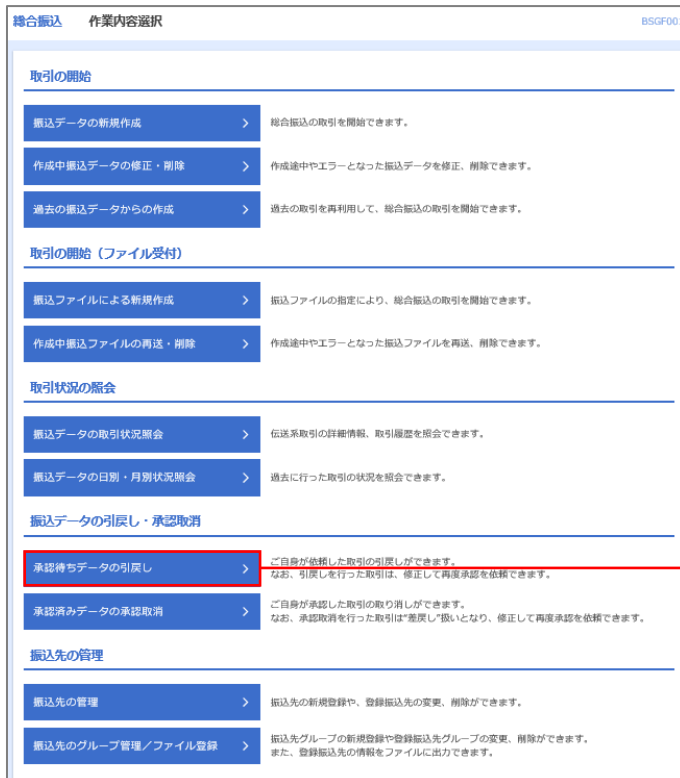 総合振込 作業内容選択 BSGF00
取引の開始
振込データの新規作成 総合振込の取引を開始できます。
作成中振込データの修正・削除 作成途中やエラーとなった振込データを修正、削除できます。
過去の振込データからの作成 過去の取引を再利用して、総合振込の取引を開始できます。
取引の開始（ファイル受付）
振込ファイルによる新規作成 振込ファイルの指定により、総合振込の取引を開始できます。
作成中振込ファイルの再送・削除 作成途中やエラーとなった振込ファイルを再送、削除できます。
取引状況の照会
振込データの取引状況照会 伝送系取引の詳細情報、取引履歴を照会できます。
振込データの日別・月別状況照会 過去に行った取引の状況を照会できます。
振込データの引戻し・承認取消
承認待ちデータの引戻し ご自身が依頼した取引の引戻しができます。
なお、引戻しを行った取引は、修正して再度承認を依頼できます。
承認済みデータの承認取消 ご自身が承認した取引の取り消しができます。
なお、承認取消を行った取引は“差戻し”扱いとなり、修正して再度承認を依頼できます。
振込先の管理
振込先の管理 振込先の新規登録や、登録振込先の変更、削除ができます。
振込先のグループ管理／ファイル登録 振込先グループの新規登録や登録振込先グループの変更、削除ができます。
また、登録振込先の情報をファイルに出力できます。